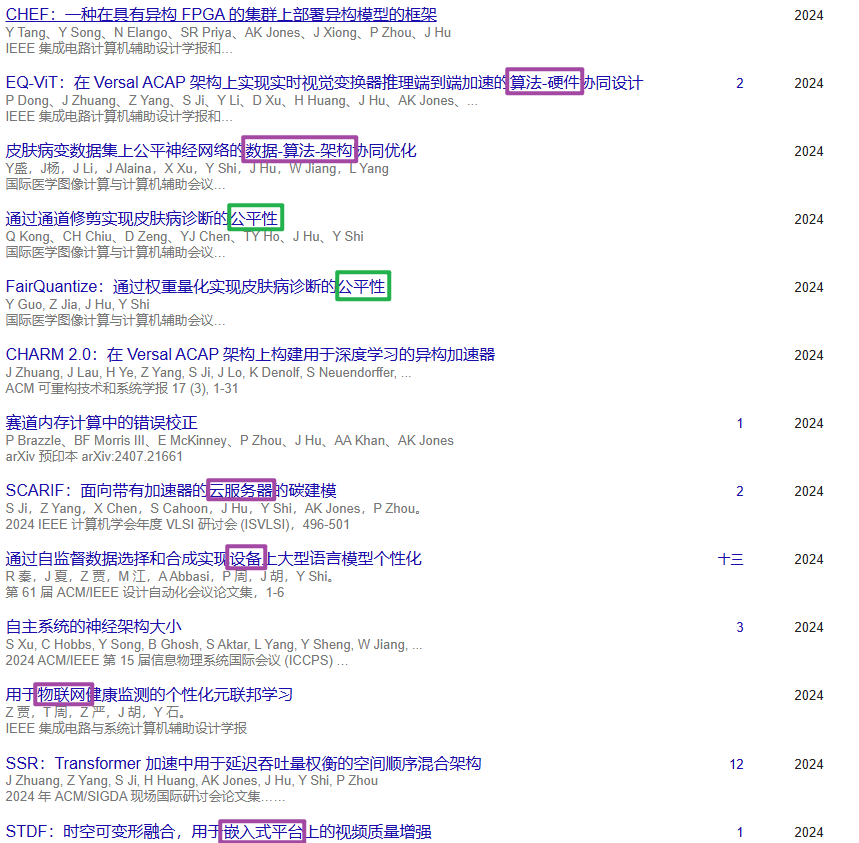 CHEF：一种在具有异构 FPGA 的集群上部署异构模型的框架 2024
Y Tang、Y Song、N Elango、SR Priya、AK Jones、J Xiong、P Zhou、J Hu
IEEE 集成电路计算机辅助设计学报和…
EQ-ViT：在 Versal ACAP 架构上实现实时视觉变换器推理端到端加速的算法-硬件协同设计 2 2024
P Dong、J Zhuang、Z Yang、S Ji、Y Li、D Xu、H Huang、J Hu、AK Jones、...
IEEE 集成电路计算机辅助设计学报和…
皮肤病变数据集上公平神经网络的数据-算法-架构协同优化 2024
Y盛，J杨，J Li，J Alaina，X Xu，Y Shi，J Hu，W Jiang，L Yang
国际医学图像计算与计算机辅助会议…
通过通道修剪实现皮肤病诊断的公平性 2024
Q Kong、CH Chiu、D Zeng、YJ Chen、TY Ho、J Hu、Y Shi
国际医学图像计算与计算机辅助会议…
FairQuantize：通过权重量化实现皮肤病诊断的公平性 2024
Y Guo, Z Jia, J Hu, Y Shi
国际医学图像计算与计算机辅助会议…
CHARM 2.0：在 Versal ACAP 架构上构建用于深度学习的异构加速器 2024
J Zhuang, J Lau, H Ye, Z Yang, S Ji, J Lo, K Denolf, S Neuendorffer, ...
ACM 可重构技术和系统学报 17 (3), 1-31
赛道内存计算中的错误校正 1 2024
P Brazzle、BF Morris III、E McKinney、P Zhou、J Hu、AA Khan、AK Jones
arXiv 预印本 arXiv:2407.21661
SCARIF：面向带有加速器的云服务器的碳建模 2 2024
S Ji，Z Yang，X Chen，S Cahoon，J Hu，Y Shi，AK Jones，P Zhou。
2024 IEEE 计算机学会年度 VLSI 研讨会 (ISVLSI)，496-501
通过自监督数据选择和合成实现设备上大型语言模型个性化 十三 2024
R 秦，J 夏，Z 贾，M 江，A Abbasi，P 周，J 胡，Y Shi。
第 61 届 ACM/IEEE 设计自动化会议论文集，1-6
自主系统的神经架构大小 3 2024
S Xu, C Hobbs, Y Song, B Ghosh, S Aktar, L Yang, Y Sheng, W Jiang, ...
2024 ACM/IEEE 第 15 届信息物理系统国际会议 (ICCPS) …
用于物联网健康监测的个性化元联邦学习 2024
Z 贾，T 周，Z 严，J 胡，Y 石。
IEEE 集成电路与系统计算机辅助设计学报
SSR：Transformer 加速中用于延迟吞吐量权衡的空间顺序混合架构 12 2024
J Zhuang, Z Yang, S Ji, H Huang, AK Jones, J Hu, Y Shi, P Zhou
2024 年 ACM/SIGDA 现场国际研讨会论文集……
STDF：时空可变形融合，用于嵌入式平台上的视频质量增强 1 2024